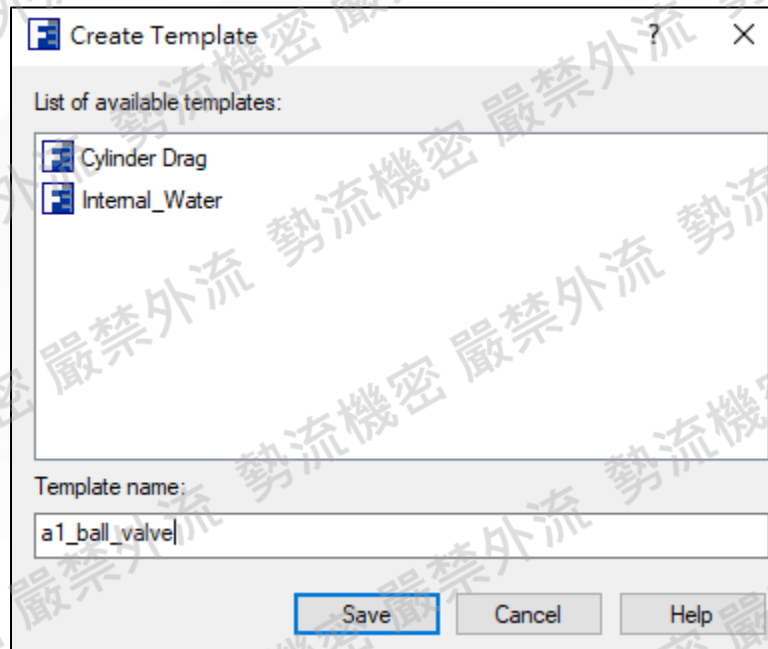 Create Template
?
List of available templates:
Cylinder Drag
Internal_Water
Template name:
a1_ball_valve
Save
Cancel
Help
勢流機密 嚴禁外流